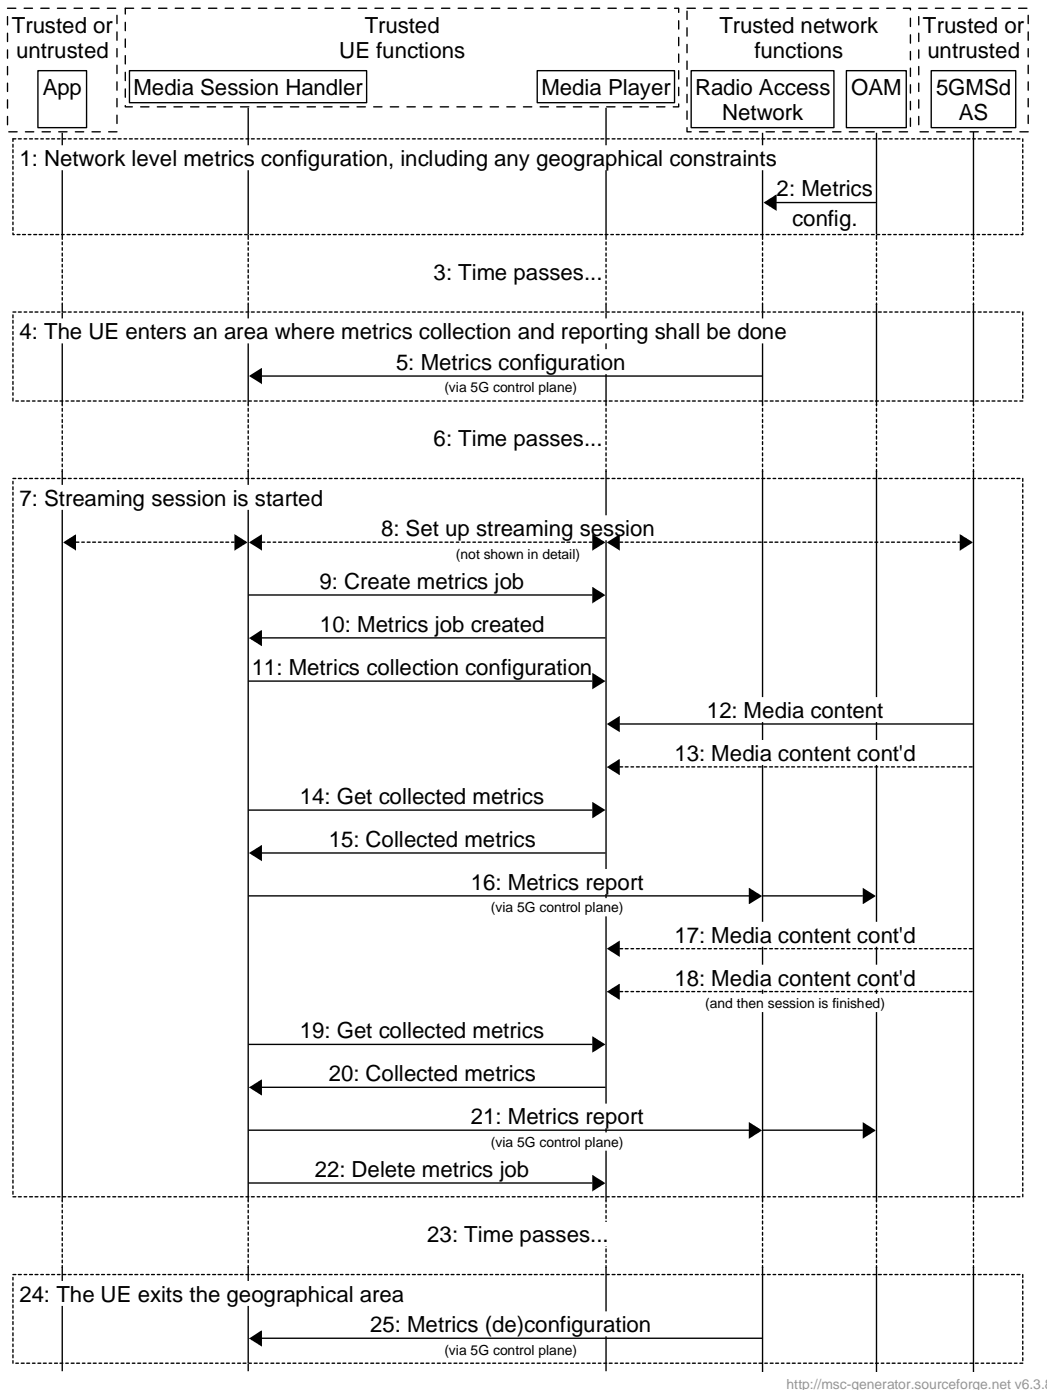 Trusted or
untrusted
Trusted
UE functions
Trusted network
functions
Trusted or
untrusted
App
Media Session Handler
Media Player
Radio Access
Network
OAM
5GMSd
AS
1: Network level metrics configuration, including any geographical constraints
2: Metrics
config.
3: Time passes...
4: The UE enters an area where metrics collection and reporting shall be done
5: Metrics configuration
(via 5G control plane)
6: Time passes...
7: Streaming session is started
8: Set up streaming session
(not shown in detail)
9: Create metrics job
10: Metrics job created
11: Metrics collection configuration
12: Media content
13: Media content cont'd
14: Get collected metrics
15: Collected metrics
16: Metrics report
(via 5G control plane)
17: Media content cont'd
18: Media content cont'd
(and then session is finished)
19: Get collected metrics
20: Collected metrics
21: Metrics report
(via 5G control plane)
22: Delete metrics job
23: Time passes...
24: The UE exits the geographical area
25: Metrics (de)configuration
(via 5G control plane)
http://msc-generator.sourceforge.net v6.3.8